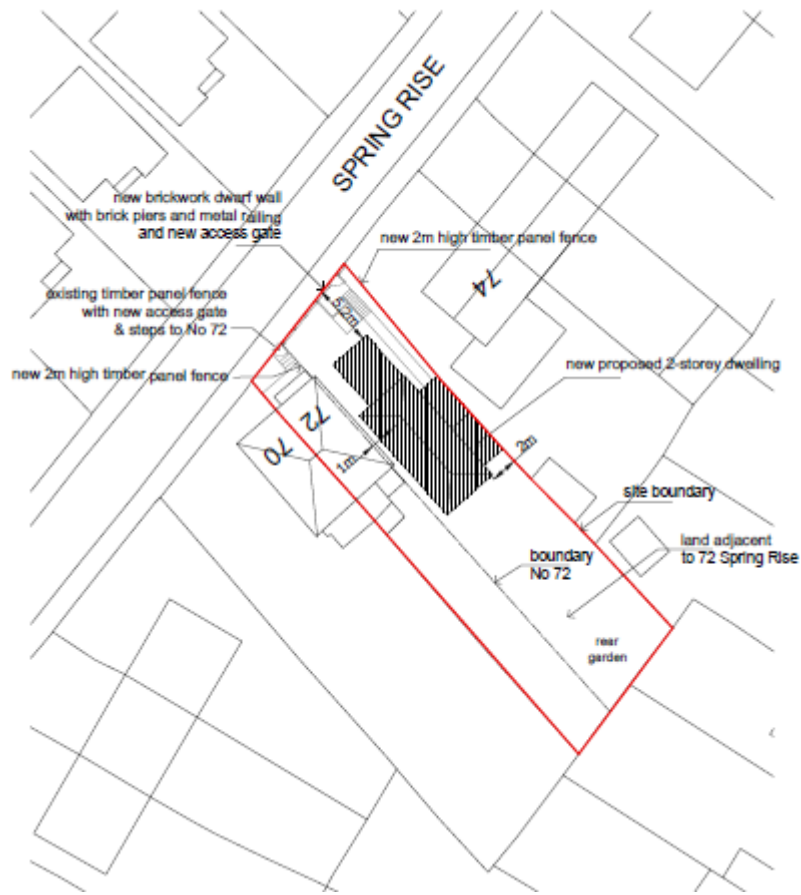 SPRING RISE
new brickwork dwarf wall
with brick piers and metal railing
and new access gate
new 2m high timber panel fence
74
existing timber panel fence
with new access gate
& steps to No 72
5.2m
new proposed 2-storey dwelling
new 2m high timber panel fence
72
70
1m
2m
site boundary
land adjacent
to 72 Spring Rise
boundary
No 72
rear
garden